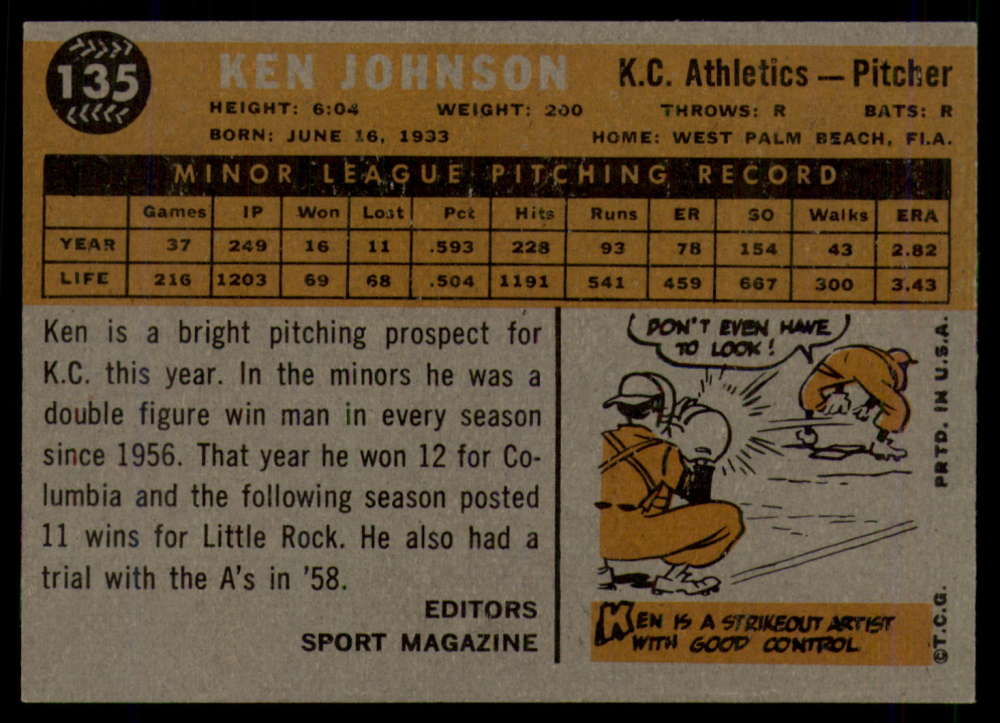 135
KEN JOHNSON
K.C. Athletics — Pitcher
HEIGHT: 6:04 WEIGHT: 200 THROWS: R BATS: R
BORN: JUNE 16, 1933 HOME: WEST PALM BEACH, FLA.
MINOR LEAGUE PITCHING RECORD
Games IP Won Lost Pct Hits Runs ER SO Walks ERA
YEAR 37 249 16 11 .593 228 93 78 154 43 2.82
LIFE 216 1203 69 68 .504 1191 541 459 667 300 3.43
Ken is a bright pitching prospect for
K.C. this year. In the minors he was a
double figure win man in every season
since 1956. That year he won 12 for Co-
lumbia and the following season posted
11 wins for Little Rock. He also had a
trial with the A's in '58.
EDITORS
SPORT MAGAZINE
DON'T EVEN HAVE
TO LOOK!
KEN IS A STRIKEOUT ARTIST
WITH GOOD CONTROL
©T.C.G. PRTD. IN U.S.A.